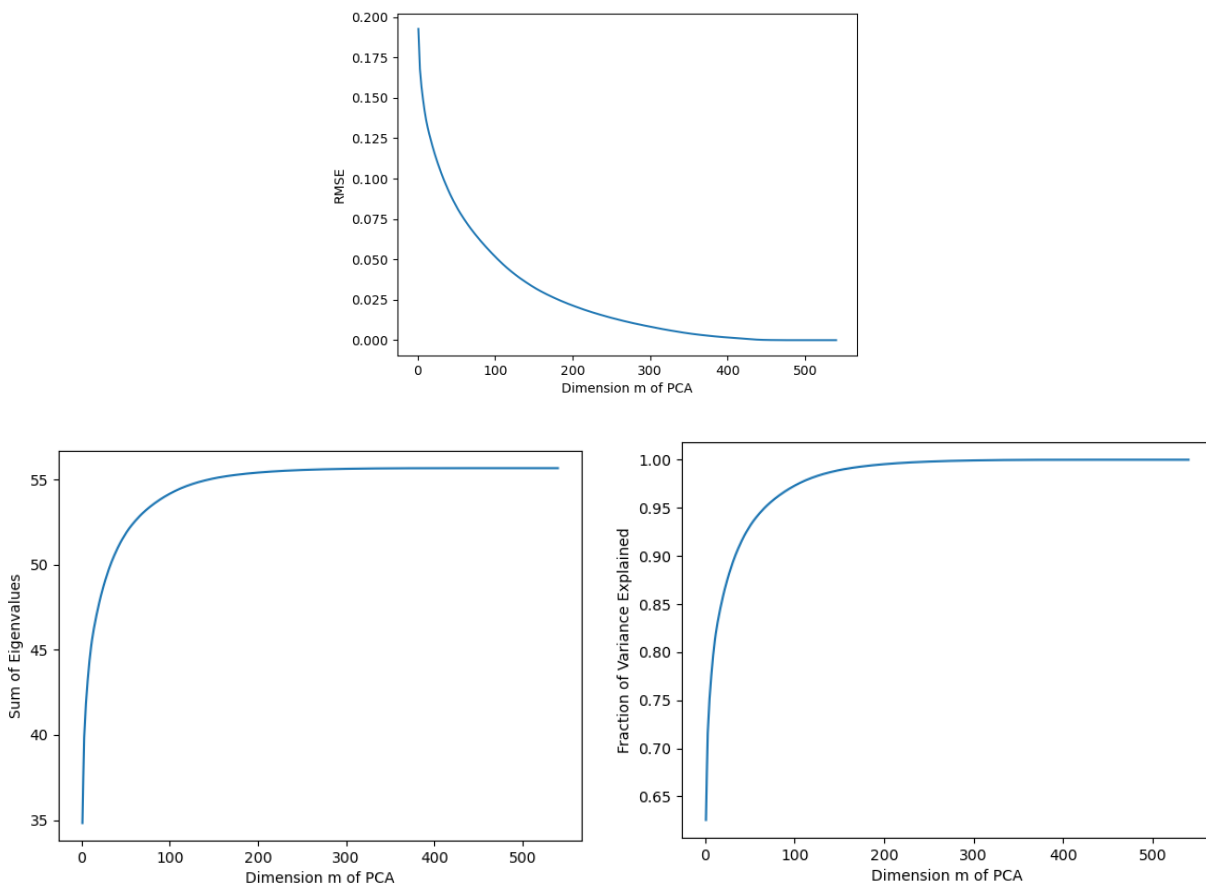 0.200
0.175
0.150
0.125
0.100
0.075
0.050
0.025
0.000
RMSE
0 100 200 300 400 500
Dimension m of PCA
55
50
45
40
35
Sum of Eigenvalues
0 100 200 300 400 500
Dimension m of PCA
1.00
0.95
0.90
0.85
0.80
0.75
0.70
0.65
Fraction of Variance Explained
0 100 200 300 400 500
Dimension m of PCA